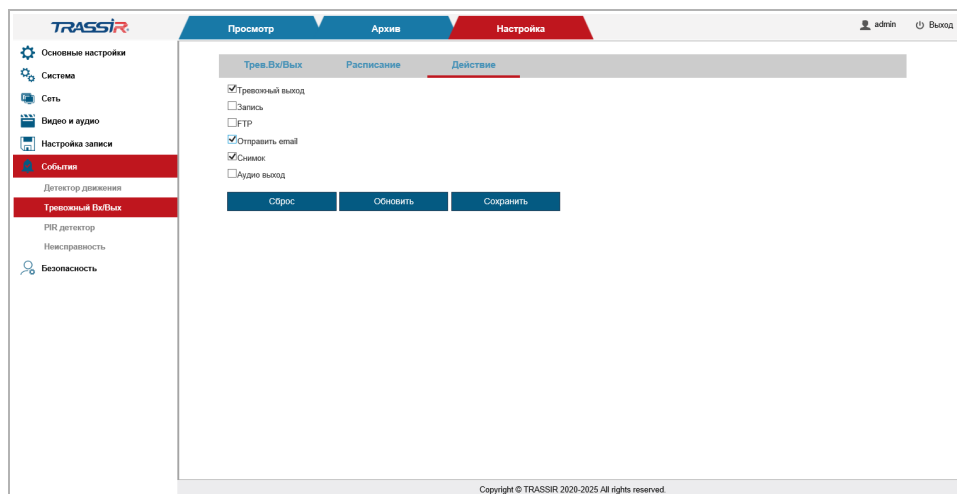 TRASSIR
Просмотр
Архив
Настройка
admin
Выход
Основные настройки
Система
Сеть
Видео и аудио
Настройка записи
События
Детектор движения
Тревожный Вх/Вых
PIR детектор
Неисправность
Безопасность
Трев.Вх/Вых
Расписание
Действие
Тревожный выход
Запись
FTP
Отправить email
Снимок
Аудио выход
Сброс
Обновить
Сохранить
Copyright © TRASSIR 2020-2025 All rights reserved.